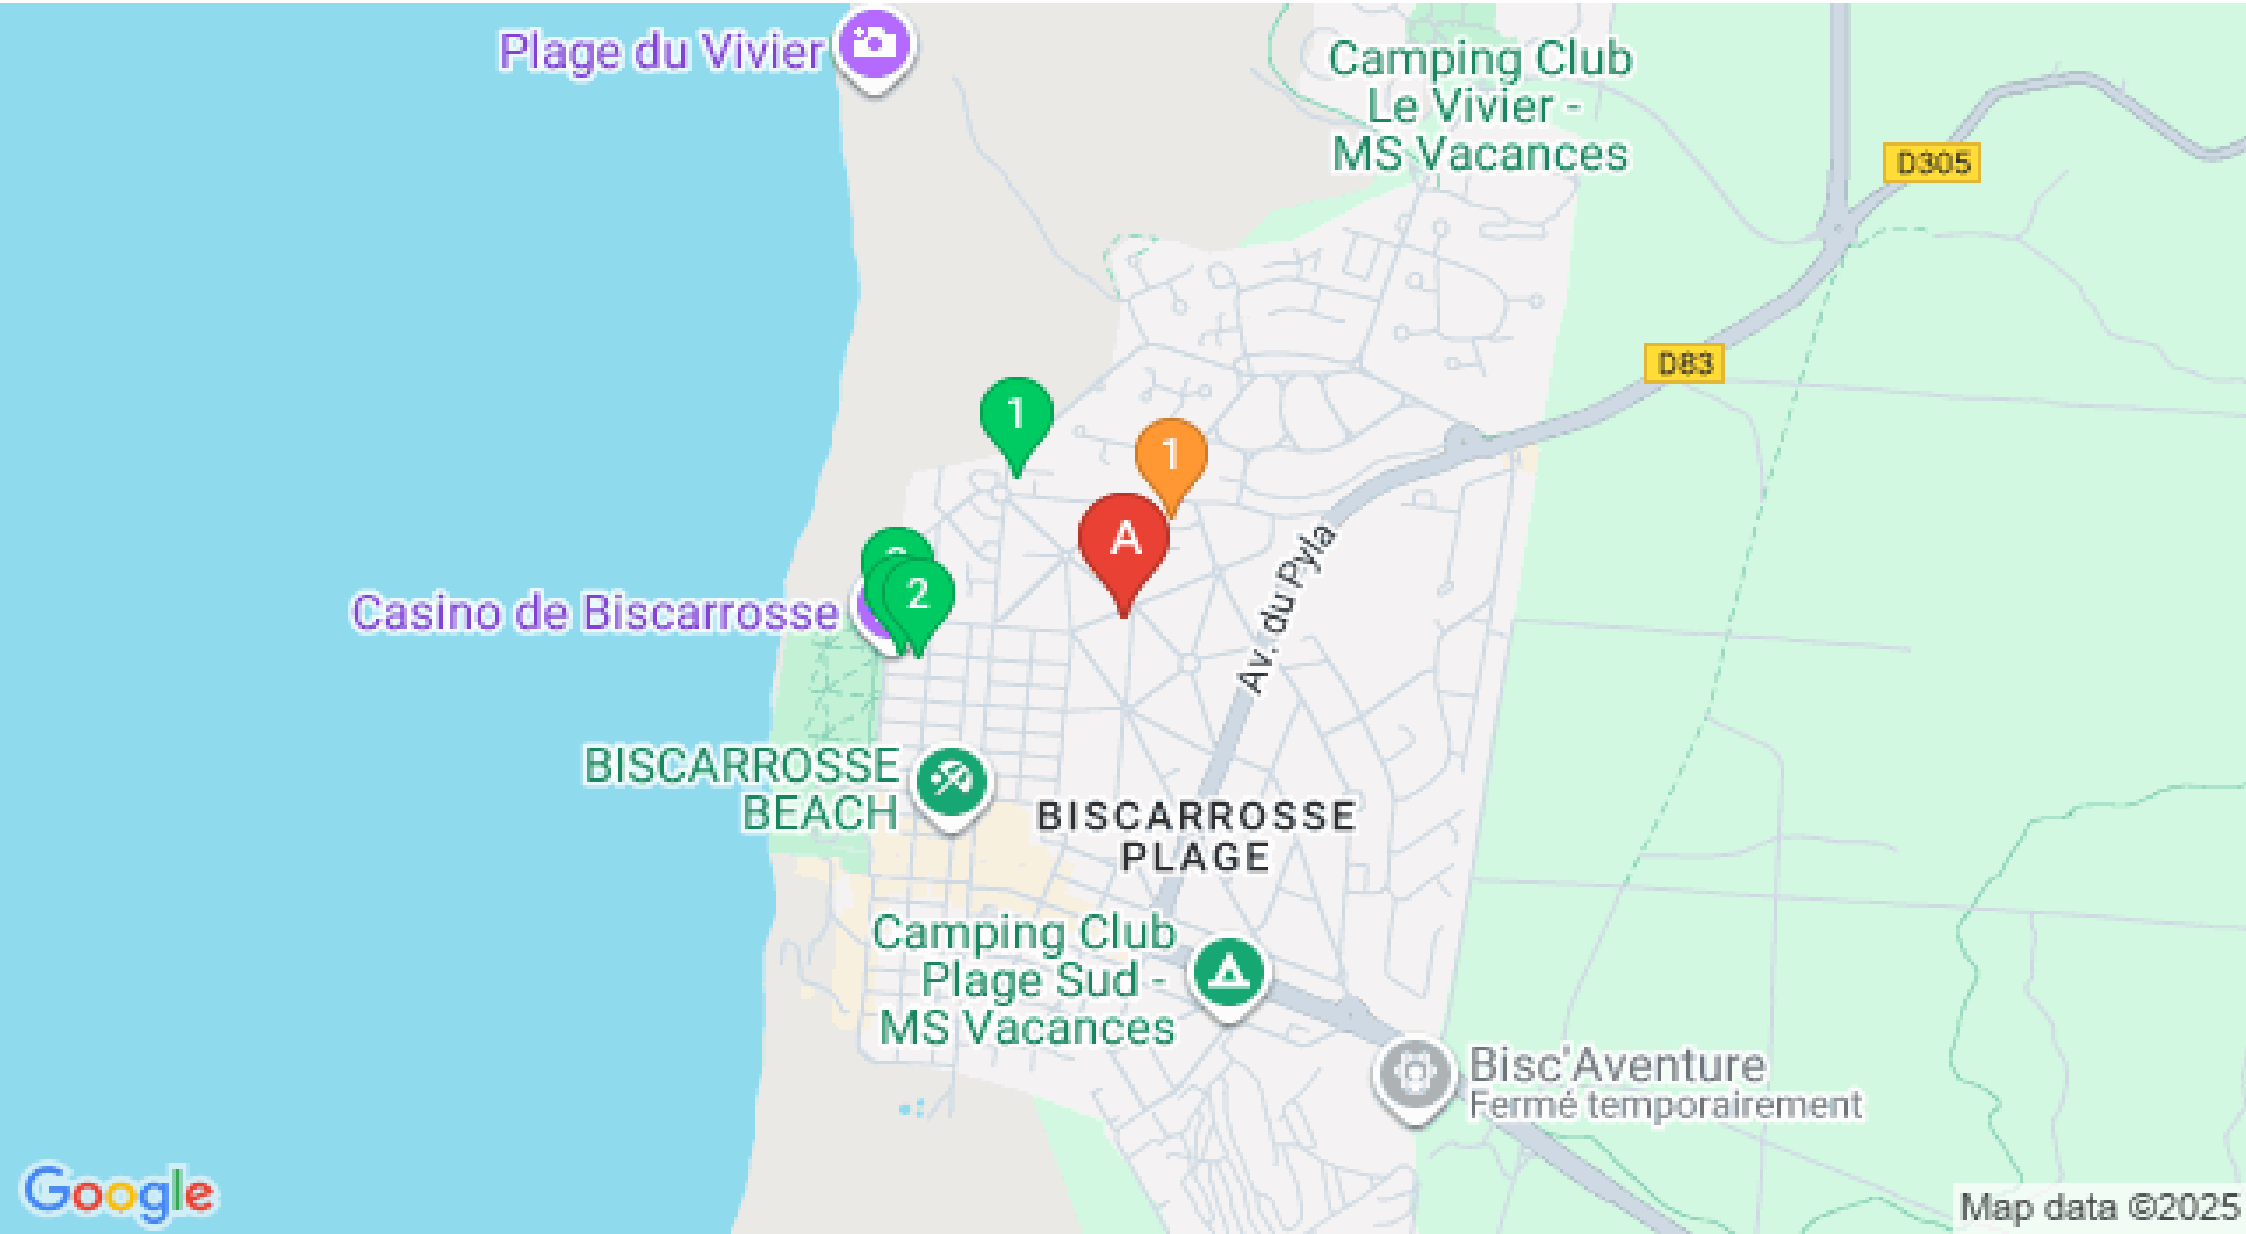 Plage du Vivier
Camping Club
Le Vivier -
MS Vacances
D305
D83
1
1
A
2
Av. du Pyla
Casino de Biscarrosse
BISCARROSSE
BEACH
BISCARROSSE
PLAGE
Camping Club
Plage Sud -
MS Vacances
Bisc'Aventure
Fermé temporairement
Google
Map data ©2025